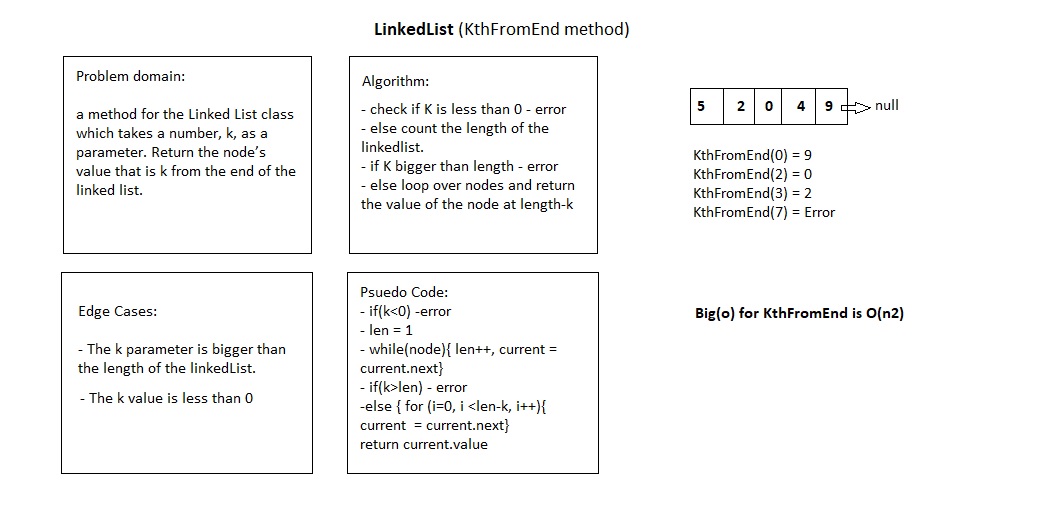 LinkedList (KthFromEnd method)
Problem domain:
a method for the Linked List class
which takes a number, k, as a
parameter. Return the node's
value that is k from the end of the
linked list.
Algorithm:
- check if K is less than 0 - error
- else count the length of the
linkedlist.
- if K bigger than length - error
- else loop over nodes and return
the value of the node at length-k
5 2 0 4 9 null
KthFromEnd(0) = 9
KthFromEnd(2) = 0
KthFromEnd(3) = 2
KthFromEnd(7) = Error
Edge Cases:
- The k parameter is bigger than
the length of the linkedList.
- The k value is less than 0
Psuedo Code:
- if(k<0) -error
- len = 1
- while(node){ len++, current =
current.next}
- if(k>len) - error
-else { for (i=0, i <len-k, i++){
current = current.next}
return current.value
Big(o) for KthFromEnd is O(n2)